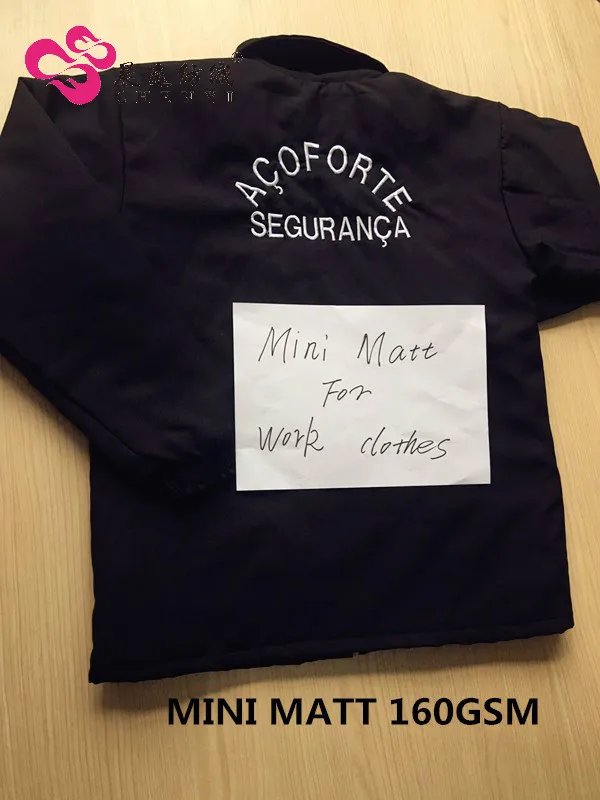 AÇOFORTE
SEGURANÇA
Mini Matt
For
Work clothes
MINI MATT 160GSM